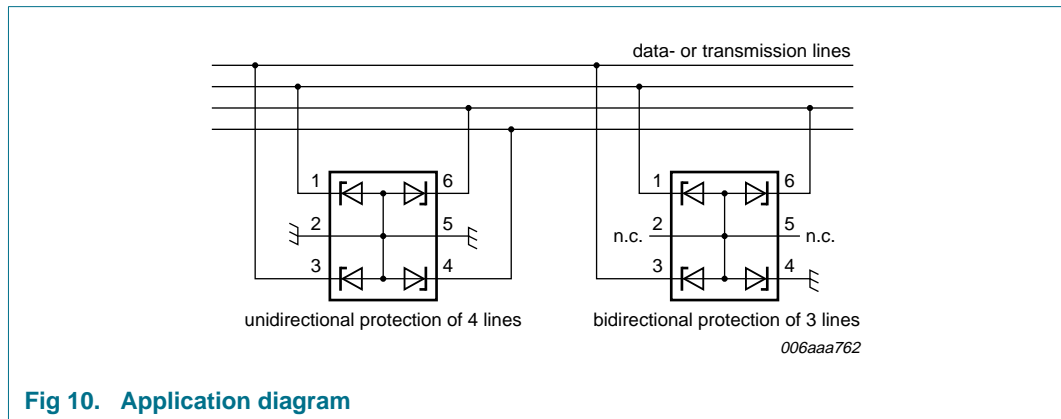 data- or transmission lines
1 6 1 6
2 5 n.c. 2 5 n.c.
3 4 3 4
unidirectional protection of 4 lines bidirectional protection of 3 lines
006aaa762
Fig 10. Application diagram